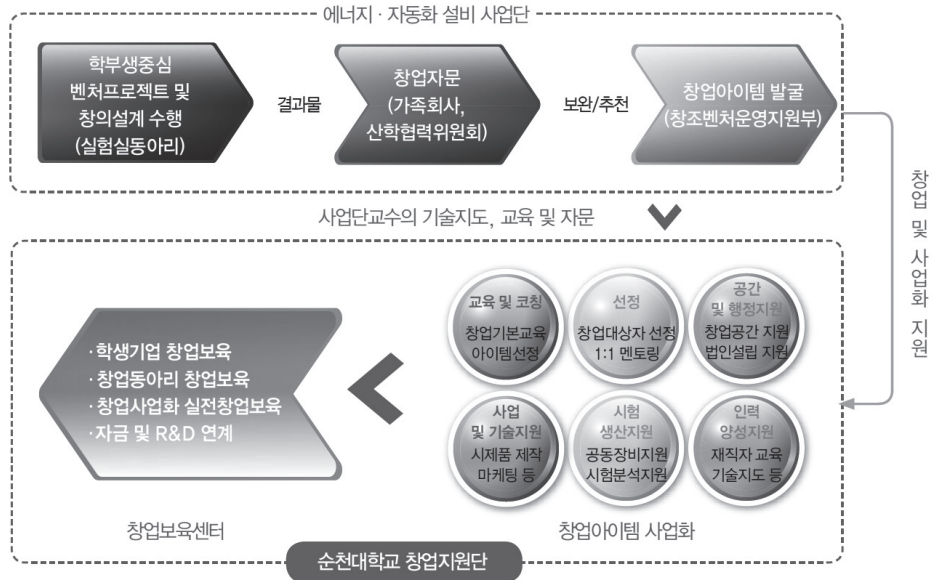 에너지 · 자동화 설비 사업단
학부생중심
벤처프로젝트 및
창의설계 수행
(실험실동아리)
결과물
창업자문
(가족회사,
산학협력위원회)
보완/추천
창업아이템 발굴
(창조벤처운영지원부)
창업 및 사업화 지원
사업단교수의 기술지도, 교육 및 자문
· 학생기업 창업보육
· 창업동아리 창업보육
· 창업사업화 실전창업보육
· 자금 및 R&D 연계
창업보육센터
교육 및 코칭
창업기본교육
아이템선정
선정
창업대상자 선정
1:1 멘토링
공간
및 행정지원
창업공간 지원
법인설립 지원
사업
및 기술지원
시제품 제작
마케팅 등
시험
생산지원
공동장비지원
시험분석지원
인력
양성지원
재직자 교육
기술지도 등
창업아이템 사업화
순천대학교 창업지원단